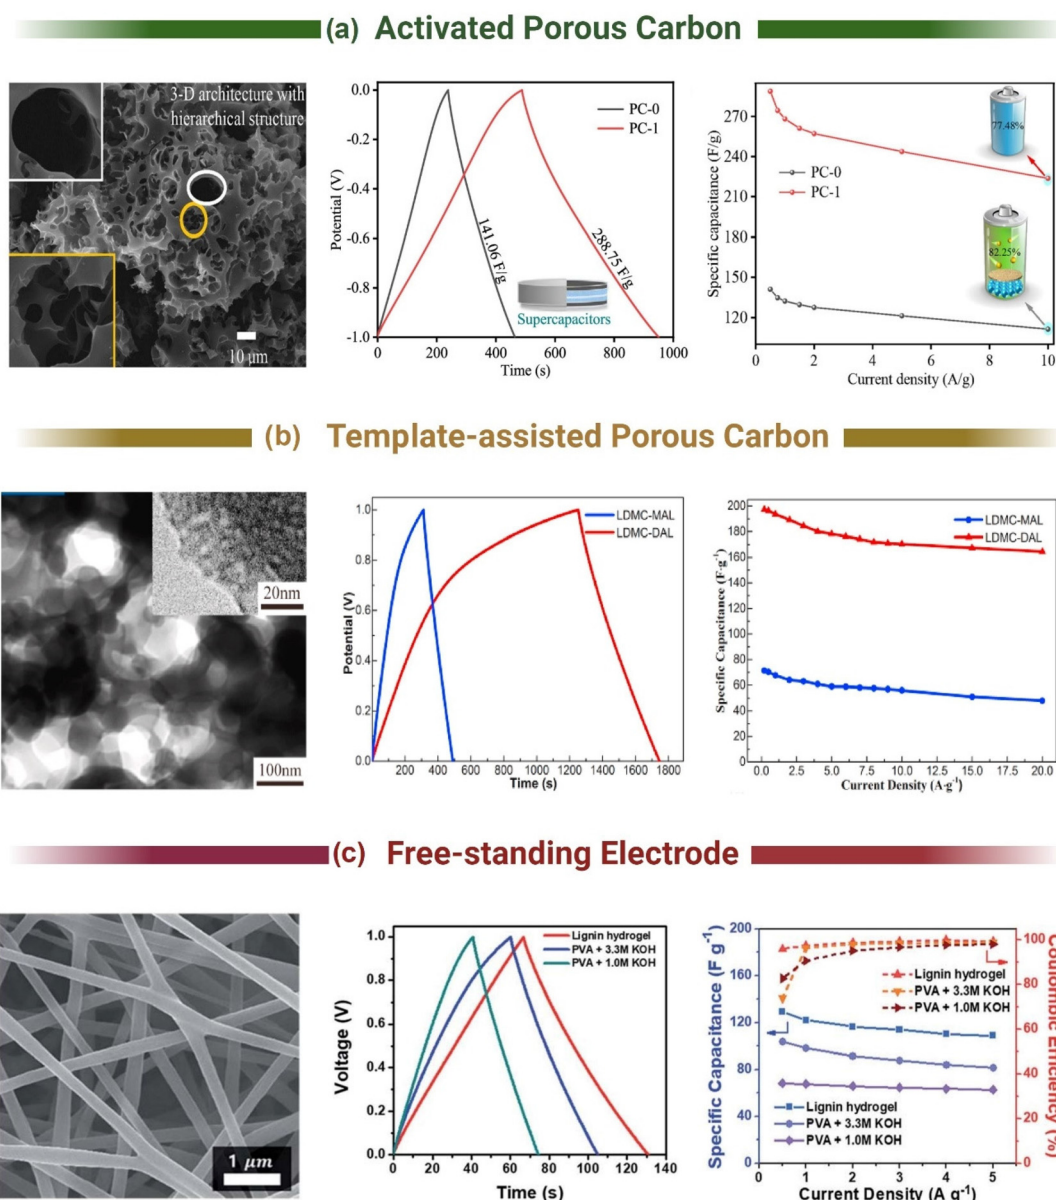 (a) Activated Porous Carbon
3-D architecture with
hierarchical structure
10 μm
0.0
-0.2
-0.4
-0.6
-0.8
-1.0
Potential (V)
PC-0
PC-1
141.06 F/g
288.75 F/g
Supercapacitors
0 200 400 600 800 1000
Time (s)
270
240
210
180
150
120
Specific capacitance (F/g)
PC-0
PC-1
77.48%
82.25%
0 2 4 6 8 10
Current density (A/g)
(b) Template-assisted Porous Carbon
20nm
100nm
1.0
0.8
0.6
0.4
0.2
0.0
Potential (V)
LDMC-MAL
LDMC-DAL
200 400 600 800 1000 1200 1400 1600 1800
Time (s)
200
180
160
140
120
100
80
60
40
20
0
Specific Capacitance (F·g-1)
LDMC-MAL
LDMC-DAL
0.0 2.5 5.0 7.5 10.0 12.5 15.0 17.5 20.0
Current Density (A·g-1)
(c) Free-standing Electrode
1 μm
1.0
0.8
0.6
0.4
0.2
0.0
Voltage (V)
Lignin hydrogel
PVA + 3.3M KOH
PVA + 1.0M KOH
0 20 40 60 80 100 120 140
Time (s)
200
160
120
80
40
0
Specific Capacitance (F g-1)
Lignin hydrogel
PVA + 3.3M KOH
PVA + 1.0M KOH
Lignin hydrogel
PVA + 3.3M KOH
PVA + 1.0M KOH
100
80
60
40
20
0
Coulombic Efficiency (%)
0 1 2 3 4 5
Current Density (A g-1)